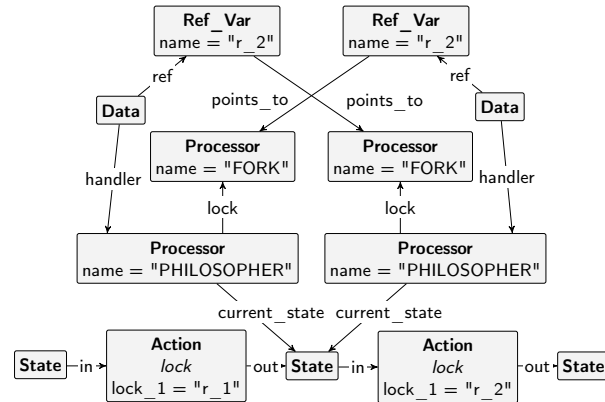 Ref_Var Ref_Var
name = "r_2" name = "r_2"
ref ref
Data points_to points_to Data
Processor Processor
name = "FORK" name = "FORK"
handler handler
lock lock
Processor Processor
name = "PHILOSOPHER" name = "PHILOSOPHER"
current_state current_state
Action Action
State in lock out State in lock out State
lock_1 = "r_1" lock_1 = "r_2"